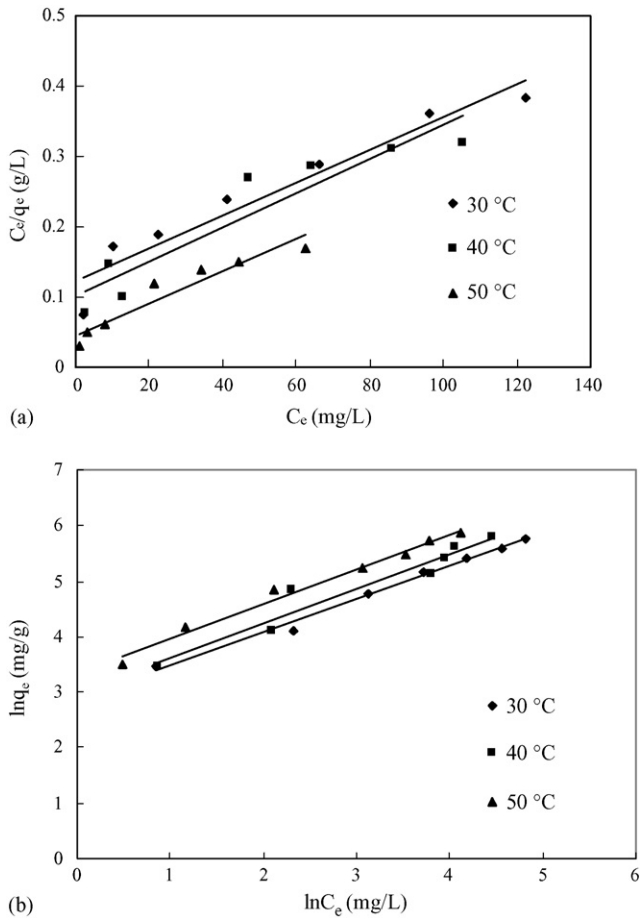 0.5
0.4
0.3
0.2
0.1
0
Cₑ/qₑ (g/L)
30 °C
40 °C
50 °C
0 20 40 60 80 100 120 140
(a)
Cₑ (mg/L)
7
6
5
4
3
2
1
0
lnqₑ (mg/g)
30 °C
40 °C
50 °C
1 2 3 4 5 6
(b)
lnCₑ (mg/L)